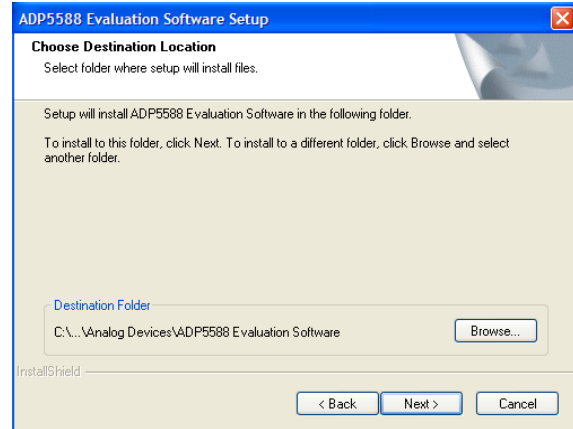 ADP5588 Evaluation Software Setup
Choose Destination Location
Select folder where setup will install files.
Setup will install ADP5588 Evaluation Software in the following folder.
To install to this folder, click Next. To install to a different folder, click Browse and select
another folder.
Destination Folder
C:\...\Analog Devices\ADP5588 Evaluation Software
Browse...
InstallShield
< Back
Next >
Cancel